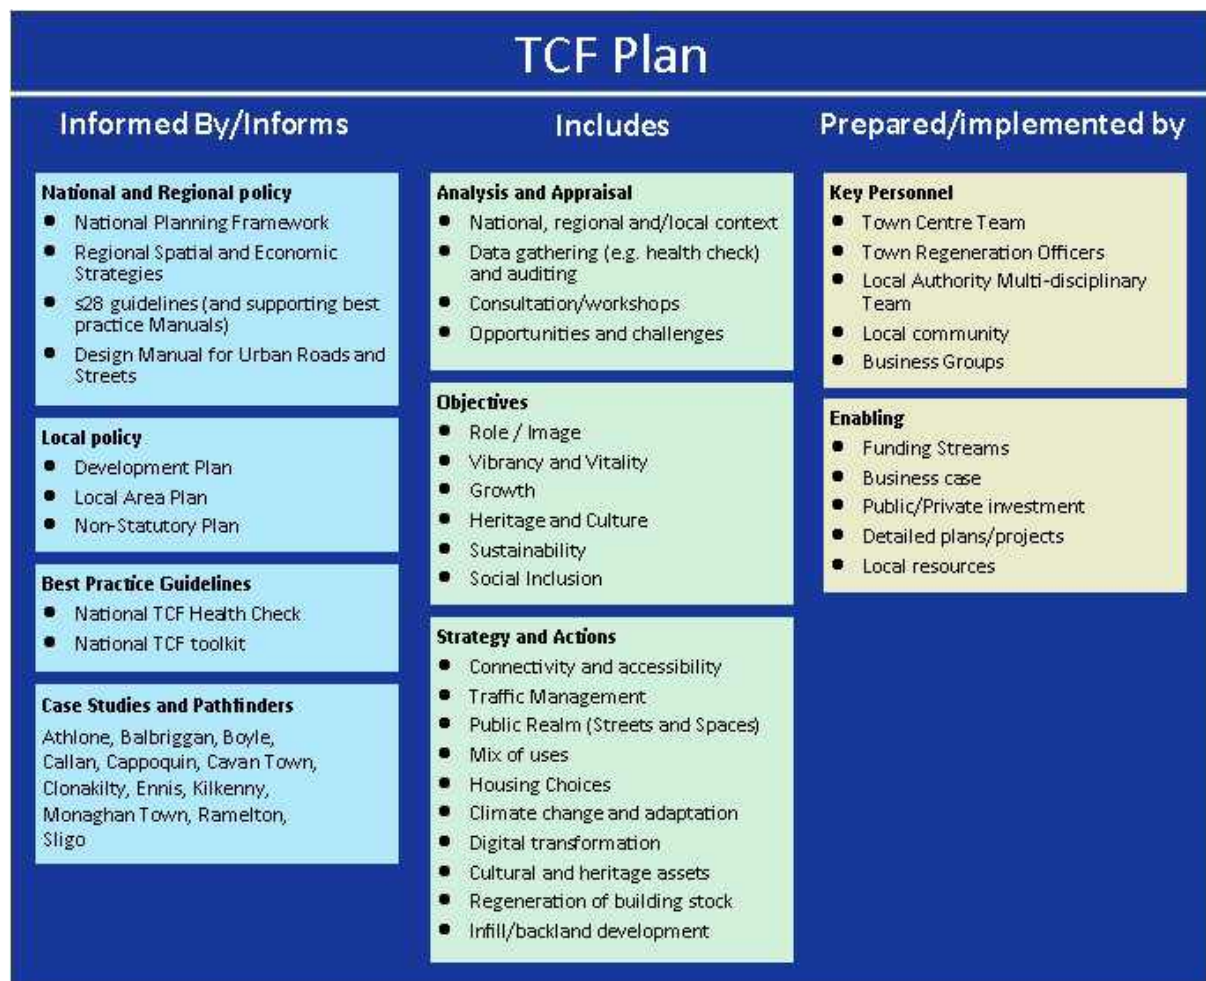 TCF Plan
Informed By/Informs
National and Regional policy
● National Planning Framework
● Regional Spatial and Economic
Strategies
● s28 guidelines (and supporting best
practice Manuals)
● Design Manual for Urban Roads and
Streets
Local policy
● Development Plan
● Local Area Plan
● Non-Statutory Plan
Best Practice Guidelines
● National TCF Health Check
● National TCF toolkit
Case Studies and Pathfinders
Athlone, Balbriggan, Boyle,
Callan, Cappoquin, Cavan Town,
Clonakilty, Ennis, Kilkenny,
Monaghan Town, Ramelton,
Sligo
Includes
Analysis and Appraisal
● National, regional and/local context
● Data gathering (e.g. health check)
and auditing
● Consultation/workshops
● Opportunities and challenges
Objectives
● Role / Image
● Vibrancy and Vitality
● Growth
● Heritage and Culture
● Sustainability
● Social Inclusion
Strategy and Actions
● Connectivity and accessibility
● Traffic Management
● Public Realm (Streets and Spaces)
● Mix of uses
● Housing Choices
● Climate change and adaptation
● Digital transformation
● Cultural and heritage assets
● Regeneration of building stock
● Infill/backland development
Prepared/implemented by
Key Personnel
● Town Centre Team
● Town Regeneration Officers
● Local Authority Multi-disciplinary
Team
● Local community
● Business Groups
Enabling
● Funding Streams
● Business case
● Public/Private investment
● Detailed plans/projects
● Local resources